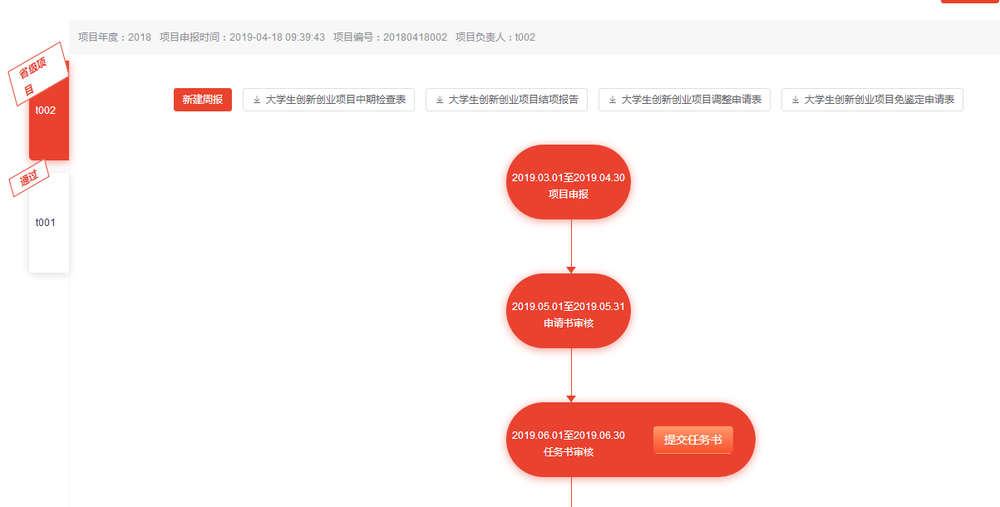 项目年度：2018 项目申报时间：2019-04-18 09:39:43 项目编号：20180418002 项目负责人：t002
省级项
目
t002
通过
t001
新建周报 大学生创新创业项目中期检查表 大学生创新创业项目结项报告 大学生创新创业项目调整申请表 大学生创新创业项目免鉴定申请表
2019.03.01至2019.04.30
项目申报
2019.05.01至2019.05.31
申请书审核
2019.06.01至2019.06.30
任务书审核
提交任务书